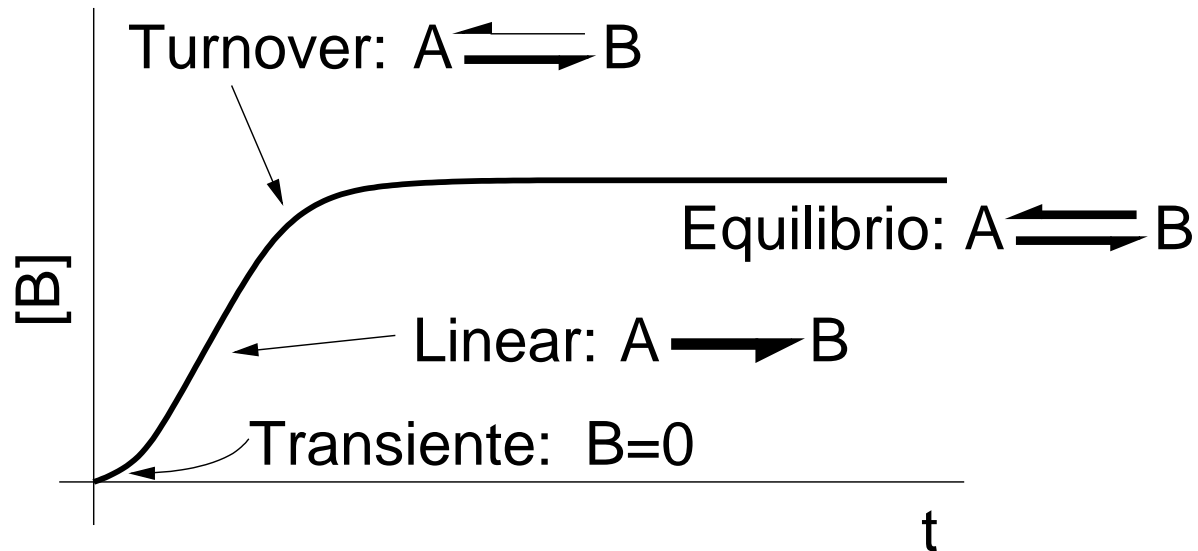 Turnover: A ⇌ B
[B]
Equilibrio: A ⇌ B
Linear: A ⇀ B
Transiente: B=0
t